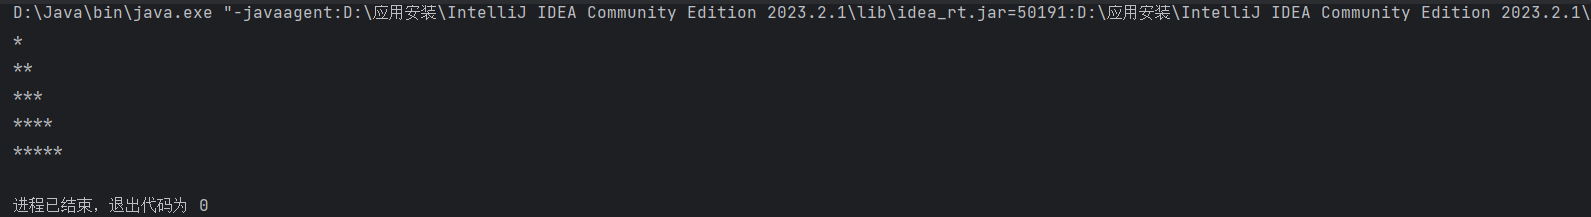 D:\Java\bin\java.exe "-javaagent:D:\应用安装\IntelliJ IDEA Community Edition 2023.2.1\lib\idea_rt.jar=50191:D:\应用安装\IntelliJ IDEA Community Edition 2023.2.1\
*
**
***
****
*****
进程已结束，退出代码为 0